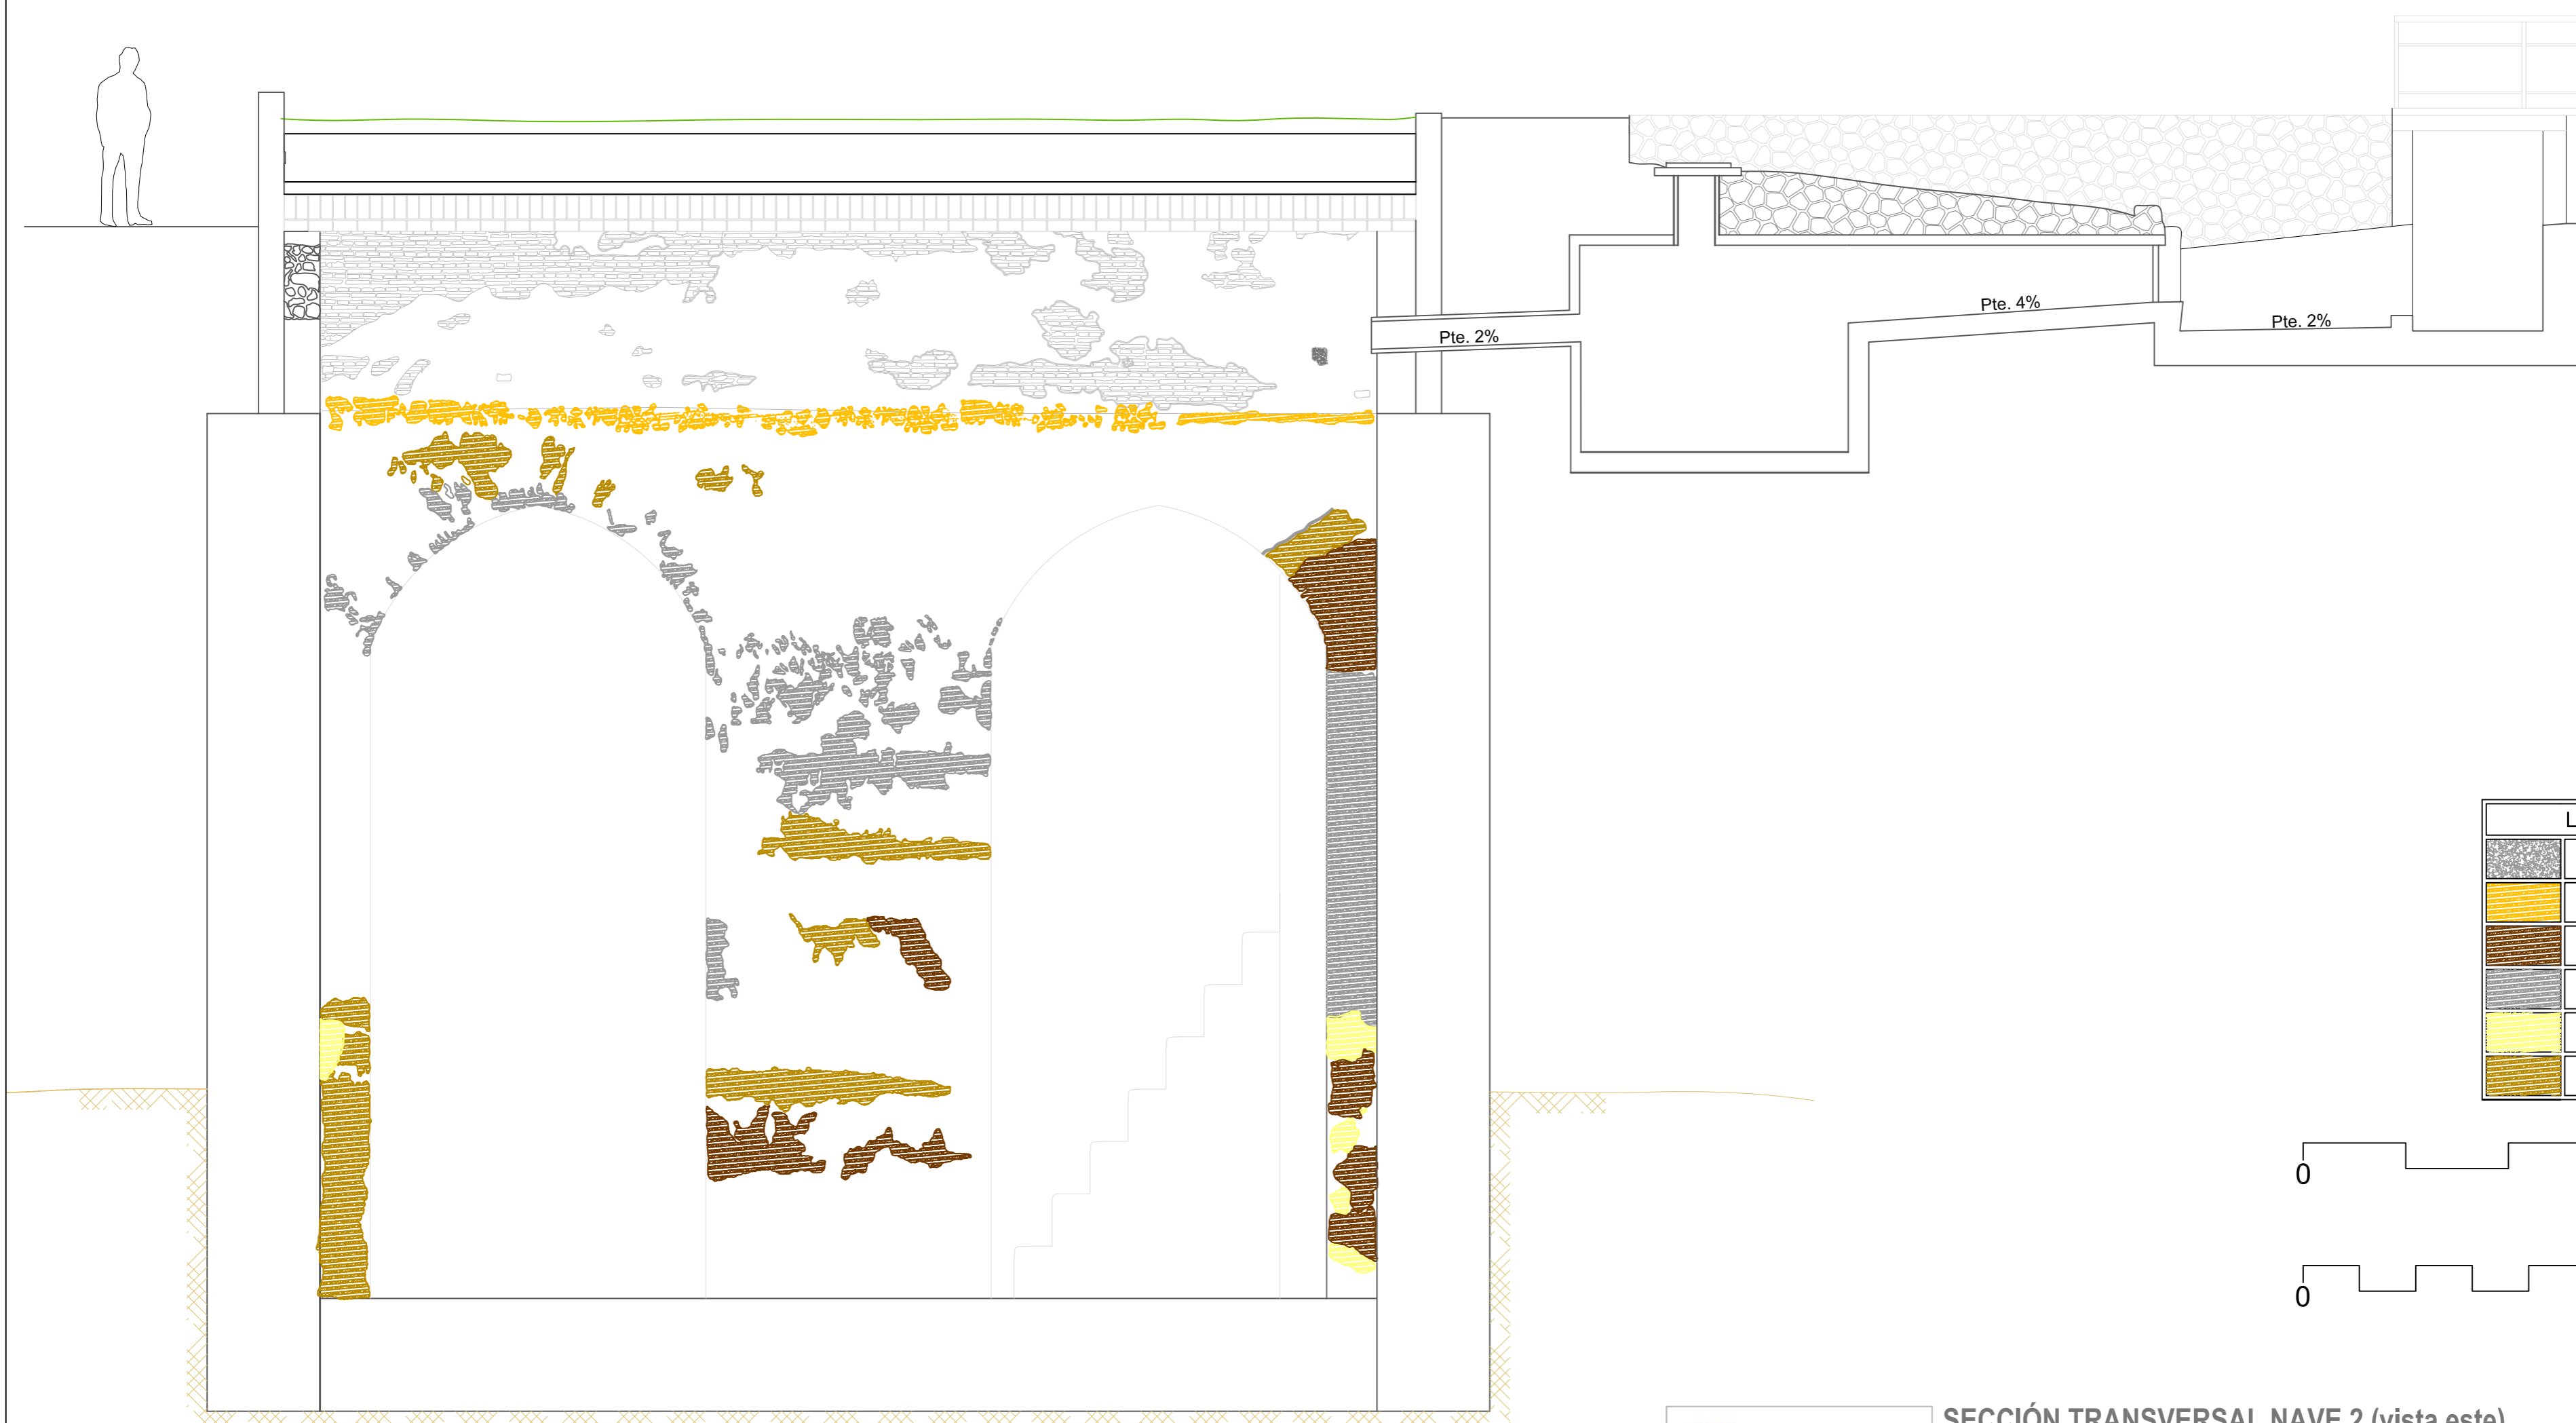 Pte. 2%
Pte. 4%
Pte. 2%
L
0
0
SECCIÓN TRANSVERSAL NAVE 2 (vista este)